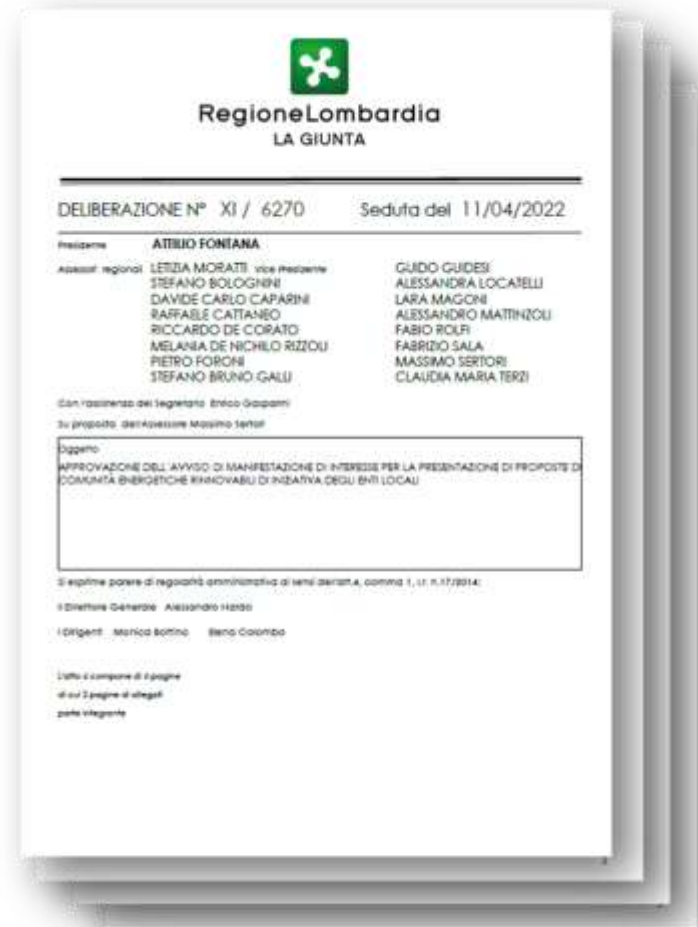 RegioneLombardia
LA GIUNTA
DELIBERAZIONE N° XI / 6270 Seduta del 11/04/2022
Presidente ATTILIO FONTANA
Assessori regionali LETIZIA MORATTI Vice Presidente GUIDO GUIDESI
STEFANO BOLOGNINI ALESSANDRA LOCATELLI
DAVIDE CARLO CAPARINI LARA MAGONI
RAFFAELE CATTANEO ALESSANDRO MATTINZOLI
RICCARDO DE CORATO FABIO ROLFI
MELANIA DE NICHILO RIZZOLI FABRIZIO SALA
PIETRO FORONI MASSIMO SERTORI
STEFANO BRUNO GALLI CLAUDIA MARIA TERZI
Con l'assistenza del Segretario Enrico Gasparini
Su proposta dell'Assessore Massimo Sertori
Oggetto
APPROVAZIONE DELL'AVVISO DI MANIFESTAZIONE DI INTERESSE PER LA PRESENTAZIONE DI PROPOSTE DI
COMUNITÀ ENERGETICHE RINNOVABILI DI INIZIATIVA DEGLI ENTI LOCALI
Si esprime parere di regolarità amministrativa ai sensi dell'art.4, comma 1, l.r. n.17/2014:
Il Direttore Generale Alessandro Nardo
I Dirigenti Monica Bottino Elena Colombo
L'atto si compone di pagine
di cui pagine di allegati
parte integrante